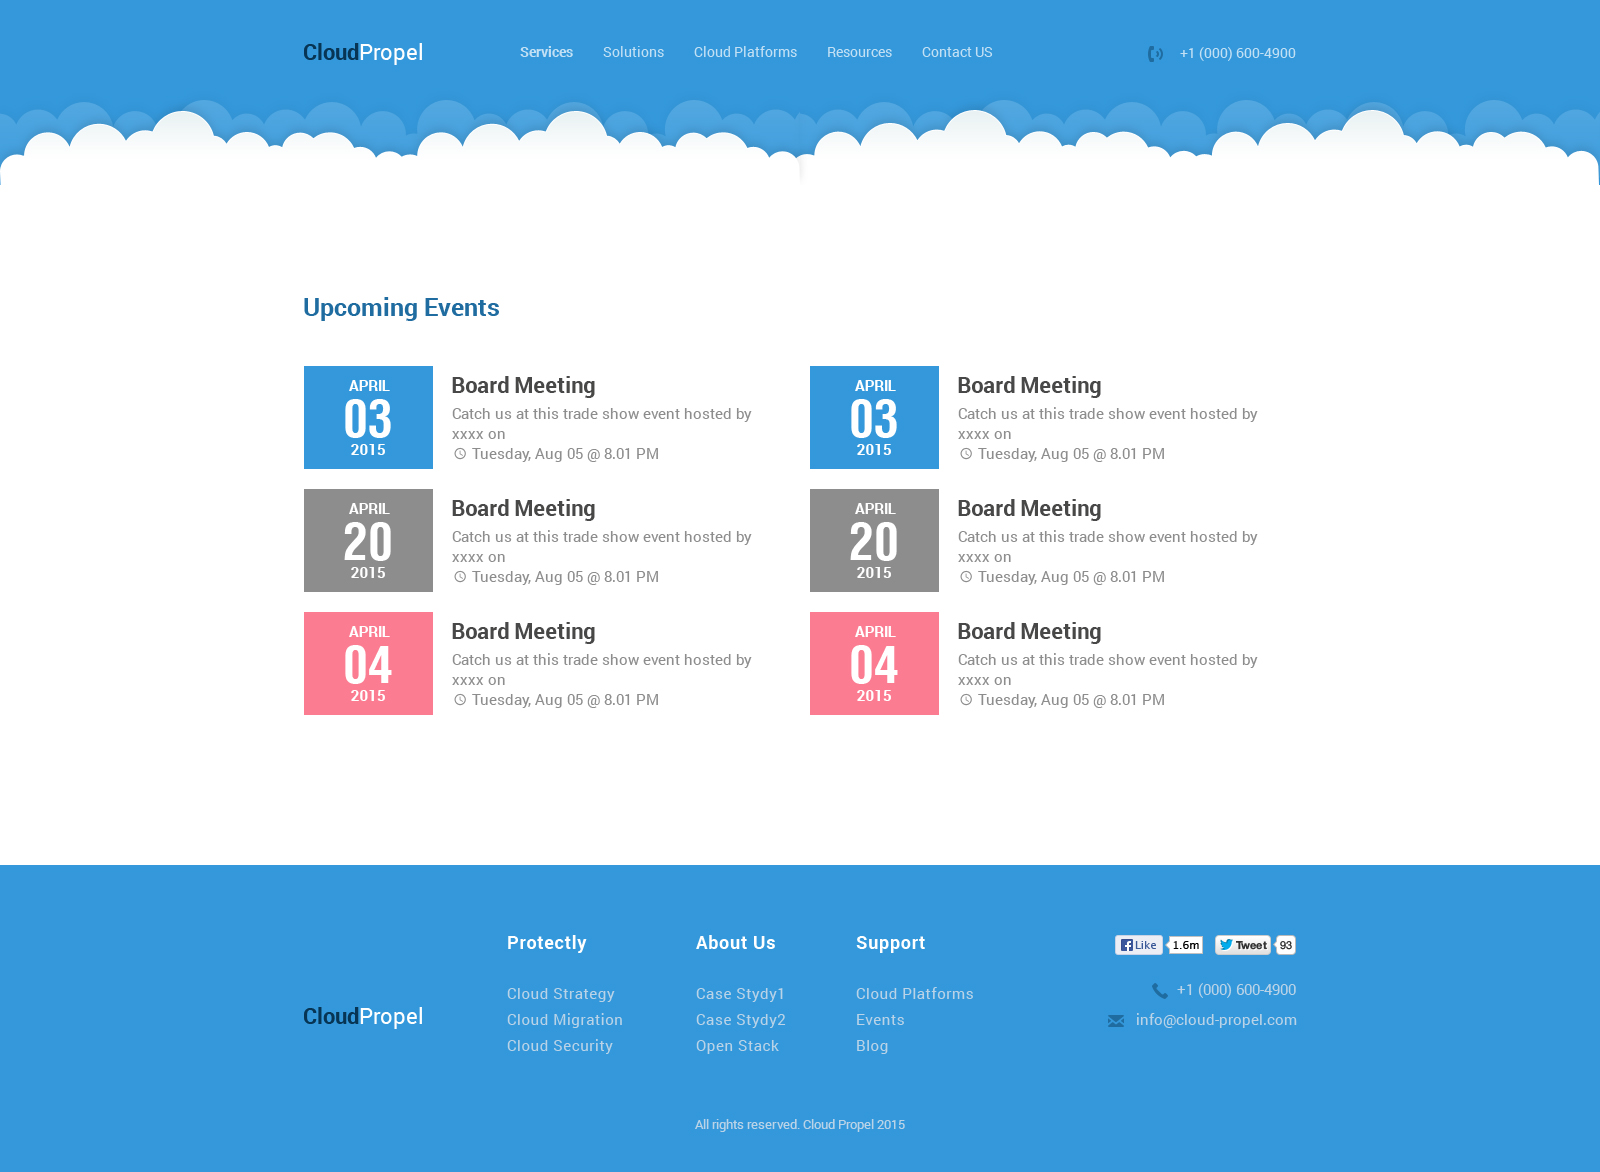 CloudPropel
Services Solutions Cloud Platforms Resources Contact US
+1 (000) 600-4900
Upcoming Events
APRIL
03
2015
Board Meeting
Catch us at this trade show event hosted by
xxxx on
Tuesday, Aug 05 @ 8.01 PM
APRIL
03
2015
Board Meeting
Catch us at this trade show event hosted by
xxxx on
Tuesday, Aug 05 @ 8.01 PM
APRIL
20
2015
Board Meeting
Catch us at this trade show event hosted by
xxxx on
Tuesday, Aug 05 @ 8.01 PM
APRIL
20
2015
Board Meeting
Catch us at this trade show event hosted by
xxxx on
Tuesday, Aug 05 @ 8.01 PM
APRIL
04
2015
Board Meeting
Catch us at this trade show event hosted by
xxxx on
Tuesday, Aug 05 @ 8.01 PM
APRIL
04
2015
Board Meeting
Catch us at this trade show event hosted by
xxxx on
Tuesday, Aug 05 @ 8.01 PM
CloudPropel
Protectly
Cloud Strategy
Cloud Migration
Cloud Security
About Us
Case Stydy1
Case Stydy2
Open Stack
Support
Cloud Platforms
Events
Blog
Like 1.6m Tweet 93
+1 (000) 600-4900
info@cloud-propel.com
All rights reserved. Cloud Propel 2015